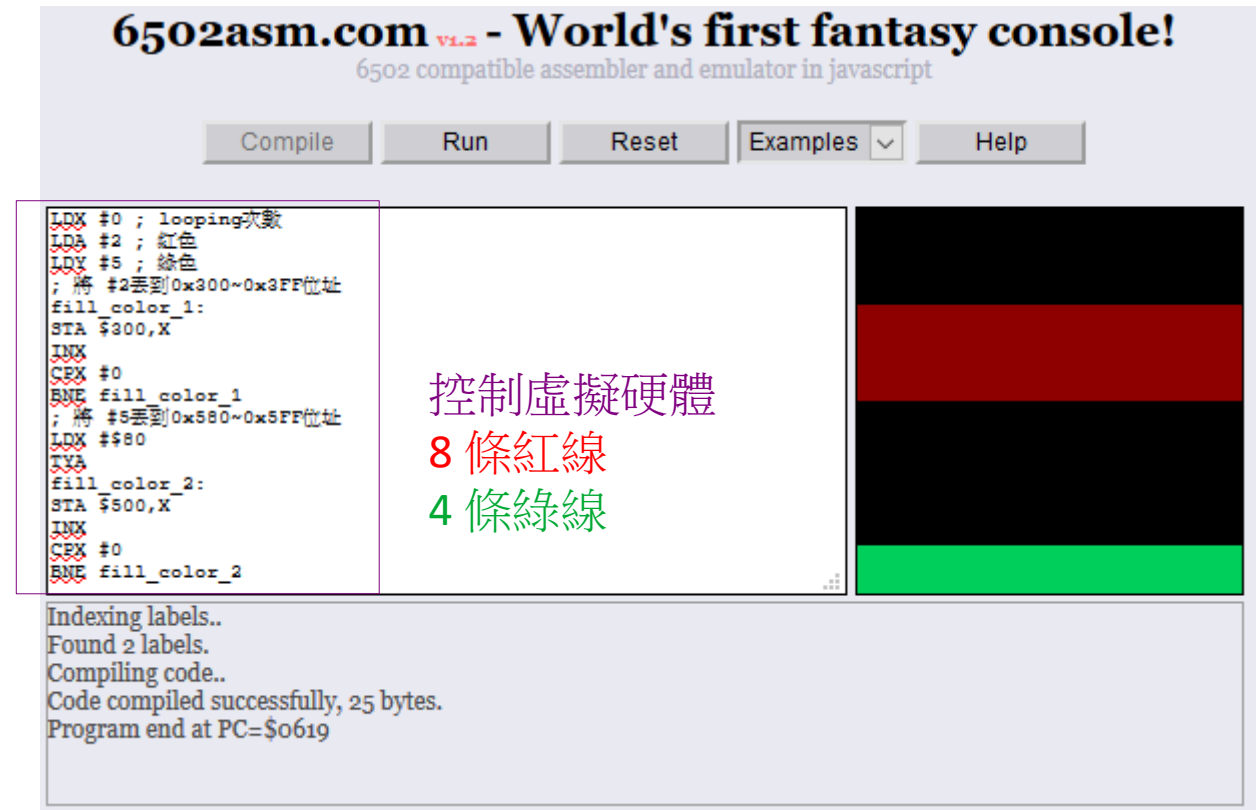 6502asm.com v1.2 - World's first fantasy console!
6502 compatible assembler and emulator in javascript
Compile Run Reset Examples Help
LDX #0 ; looping次數
LDA #2 ; 紅色
LDY #5 ; 綠色
; 將 #2丟到0x300~0x3FF位址
fill_color_1:
STA $300,X
INX
CPX #0
BNE fill_color_1
; 將 #5丟到0x580~0x5FF位址
LDX #$80
TYA
fill_color_2:
STA $500,X
INX
CPX #0
BNE fill_color_2
控制虛擬硬體
8 條紅線
4 條綠線
Indexing labels..
Found 2 labels.
Compiling code..
Code compiled successfully, 25 bytes.
Program end at PC=$0619